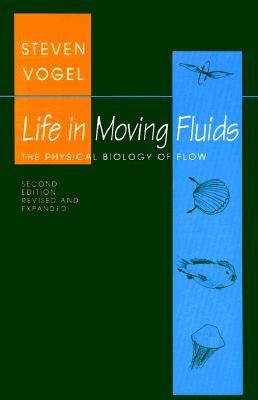 STEVEN
VOGEL
Life in Moving Fluids
THE PHYSICAL BIOLOGY OF FLOW
SECOND
EDITION,
REVISED AND
EXPANDED